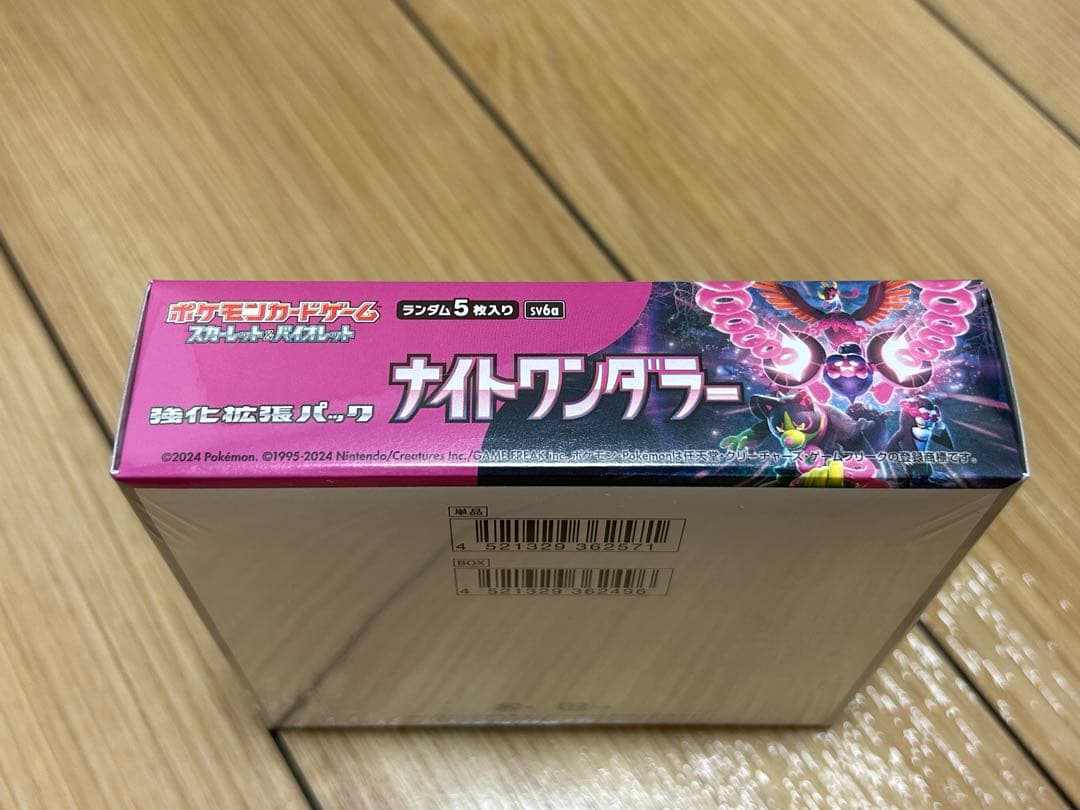 ポケモンカードゲーム
スカーレット&バイオレット
ランダム5枚入り sv6a
強化拡張パック ナイトワンダラー
©2024 Pokémon. ©1995-2024 Nintendo/Creatures Inc./GAME FREAK inc. ポケモン・Pokémonは任天堂・クリーチャーズ・ゲームフリークの登録商標です。
単品
4 521329 362571
BOX
4 521329 362496